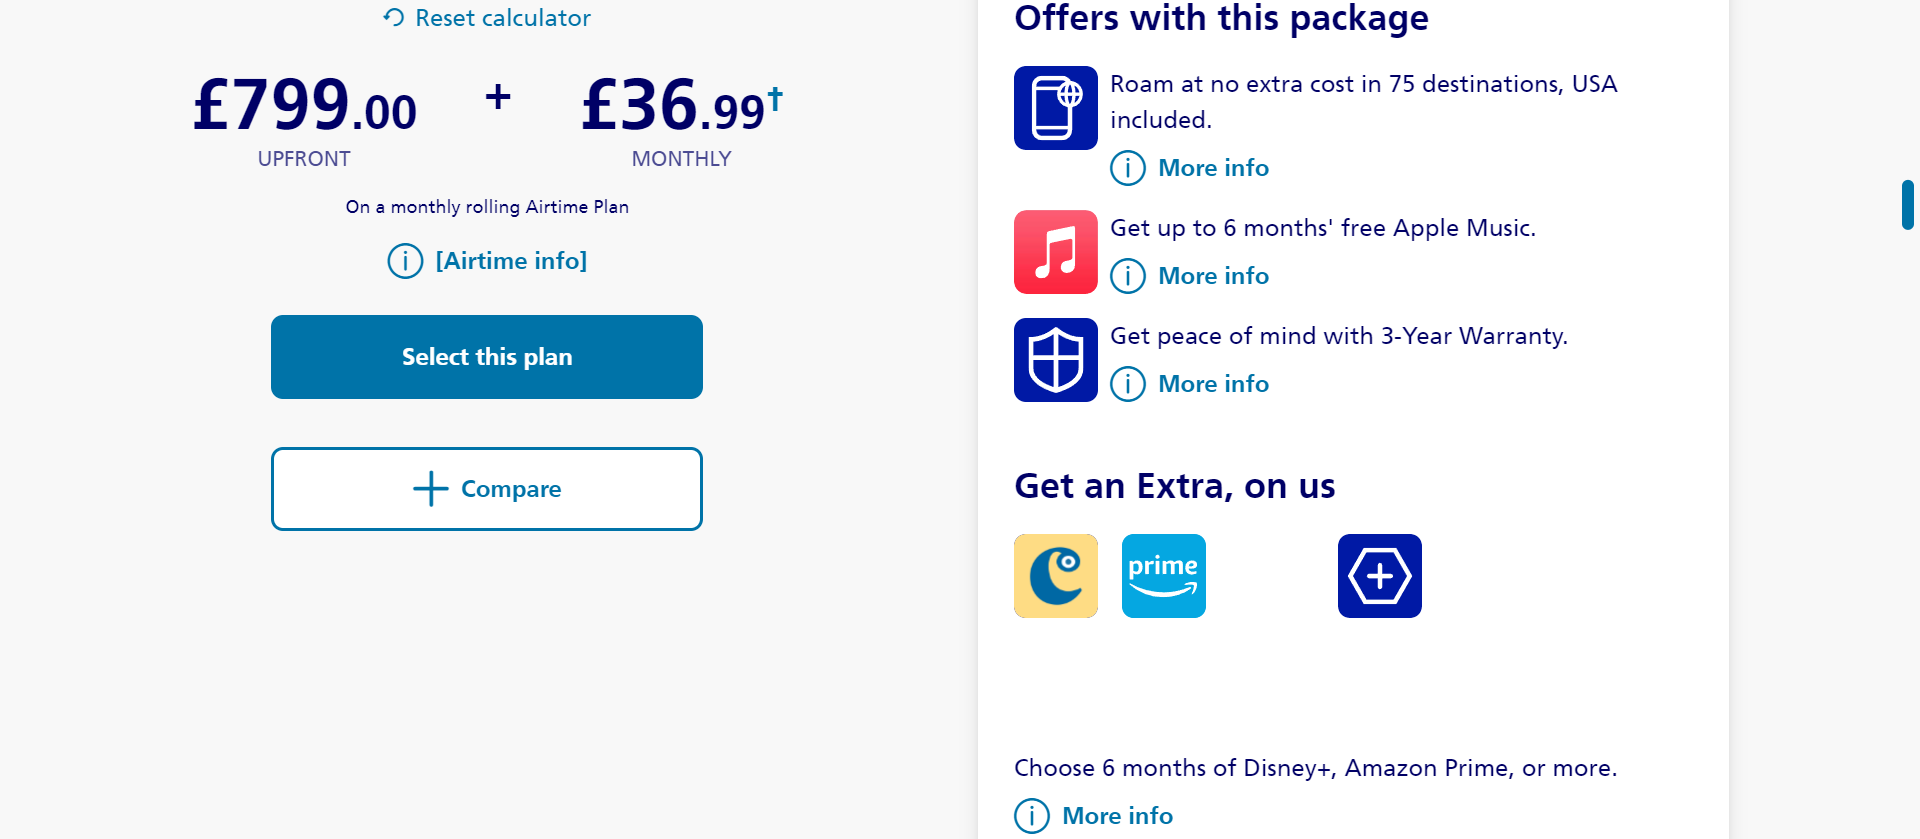 Reset calculator
£799.00 + £36.99†
UPFRONT MONTHLY
On a monthly rolling Airtime Plan
[Airtime info]
Select this plan
Compare
Offers with this package
Roam at no extra cost in 75 destinations, USA
included.
More info
Get up to 6 months' free Apple Music.
More info
Get peace of mind with 3-Year Warranty.
More info
Get an Extra, on us
prime
Choose 6 months of Disney+, Amazon Prime, or more.
More info